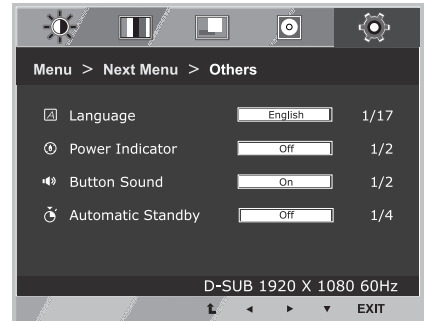 Menu > Next Menu > Others
Language English 1/17
Power Indicator Off 1/2
Button Sound On 1/2
Automatic Standby Off 1/4
D-SUB 1920 X 1080 60Hz
EXIT